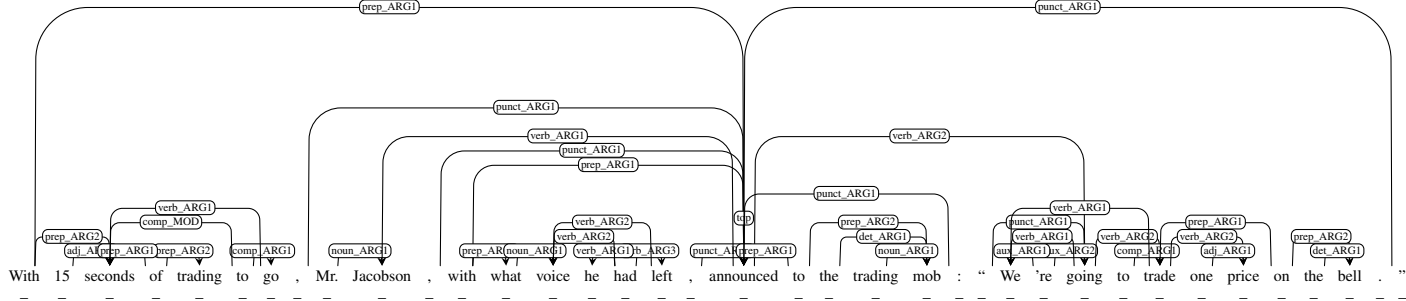 prep_ARG1 punct_ARG1
punct_ARG1
verb_ARG1 verb_ARG2
punct_ARG1
prep_ARG1
punct_ARG1
verb_ARG1 verb_ARG1
comp_MOD top verb_ARG2 prep_ARG2 punct_ARG1 prep_ARG1
prep_ARG2 verb_ARG2 det_ARG1 verb_ARG1 verb_ARG2 verb_ARG2 prep_ARG2
prep_ARG1 prep_ARG2 comp_ARG1 noun_ARG1 noun_ARG1 verb_ARG1 prep_ARG1 noun_ARG1 comp_ARG1 adj_ARG1 det_ARG1
With 15 seconds of trading to go , Mr. Jacobson , with what voice he had left , announced to the trading mob : “ We ’re going to trade one price on the bell . ”
_ _ _ _ _ _ _ _ _ _ _ _ _ _ _ _ _ _ _ _ _ _ _ _ _ _ _ _ _ _ _ _ _ _ _ _ _